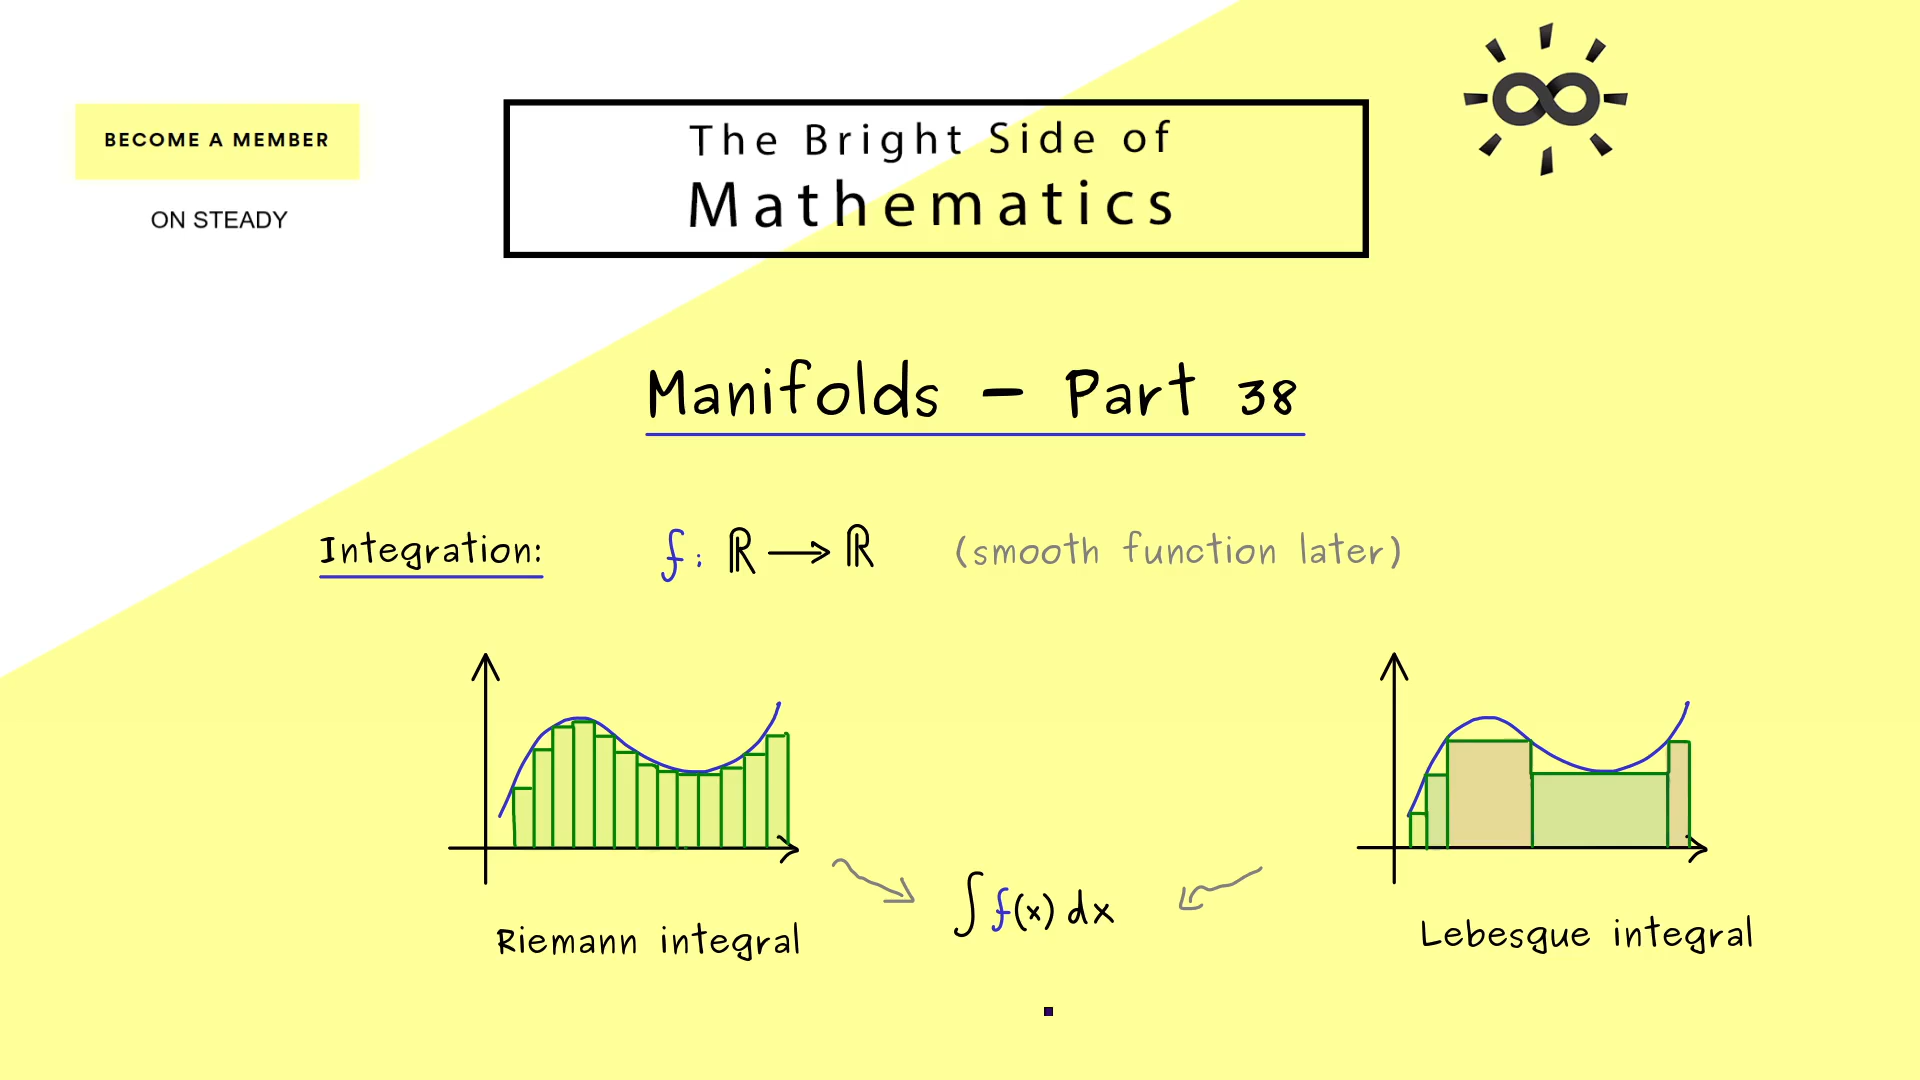 BECOME A MEMBER
ON STEADY
The Bright Side of
Mathematics
Manifolds - Part 38
Integration: f: ℝ ⟶ ℝ (smooth function later)
∫ f(x) dx
Riemann integral
Lebesgue integral